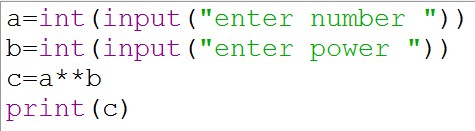 a=int(input("enter number "))
b=int(input("enter power "))
c=a**b
print(c)